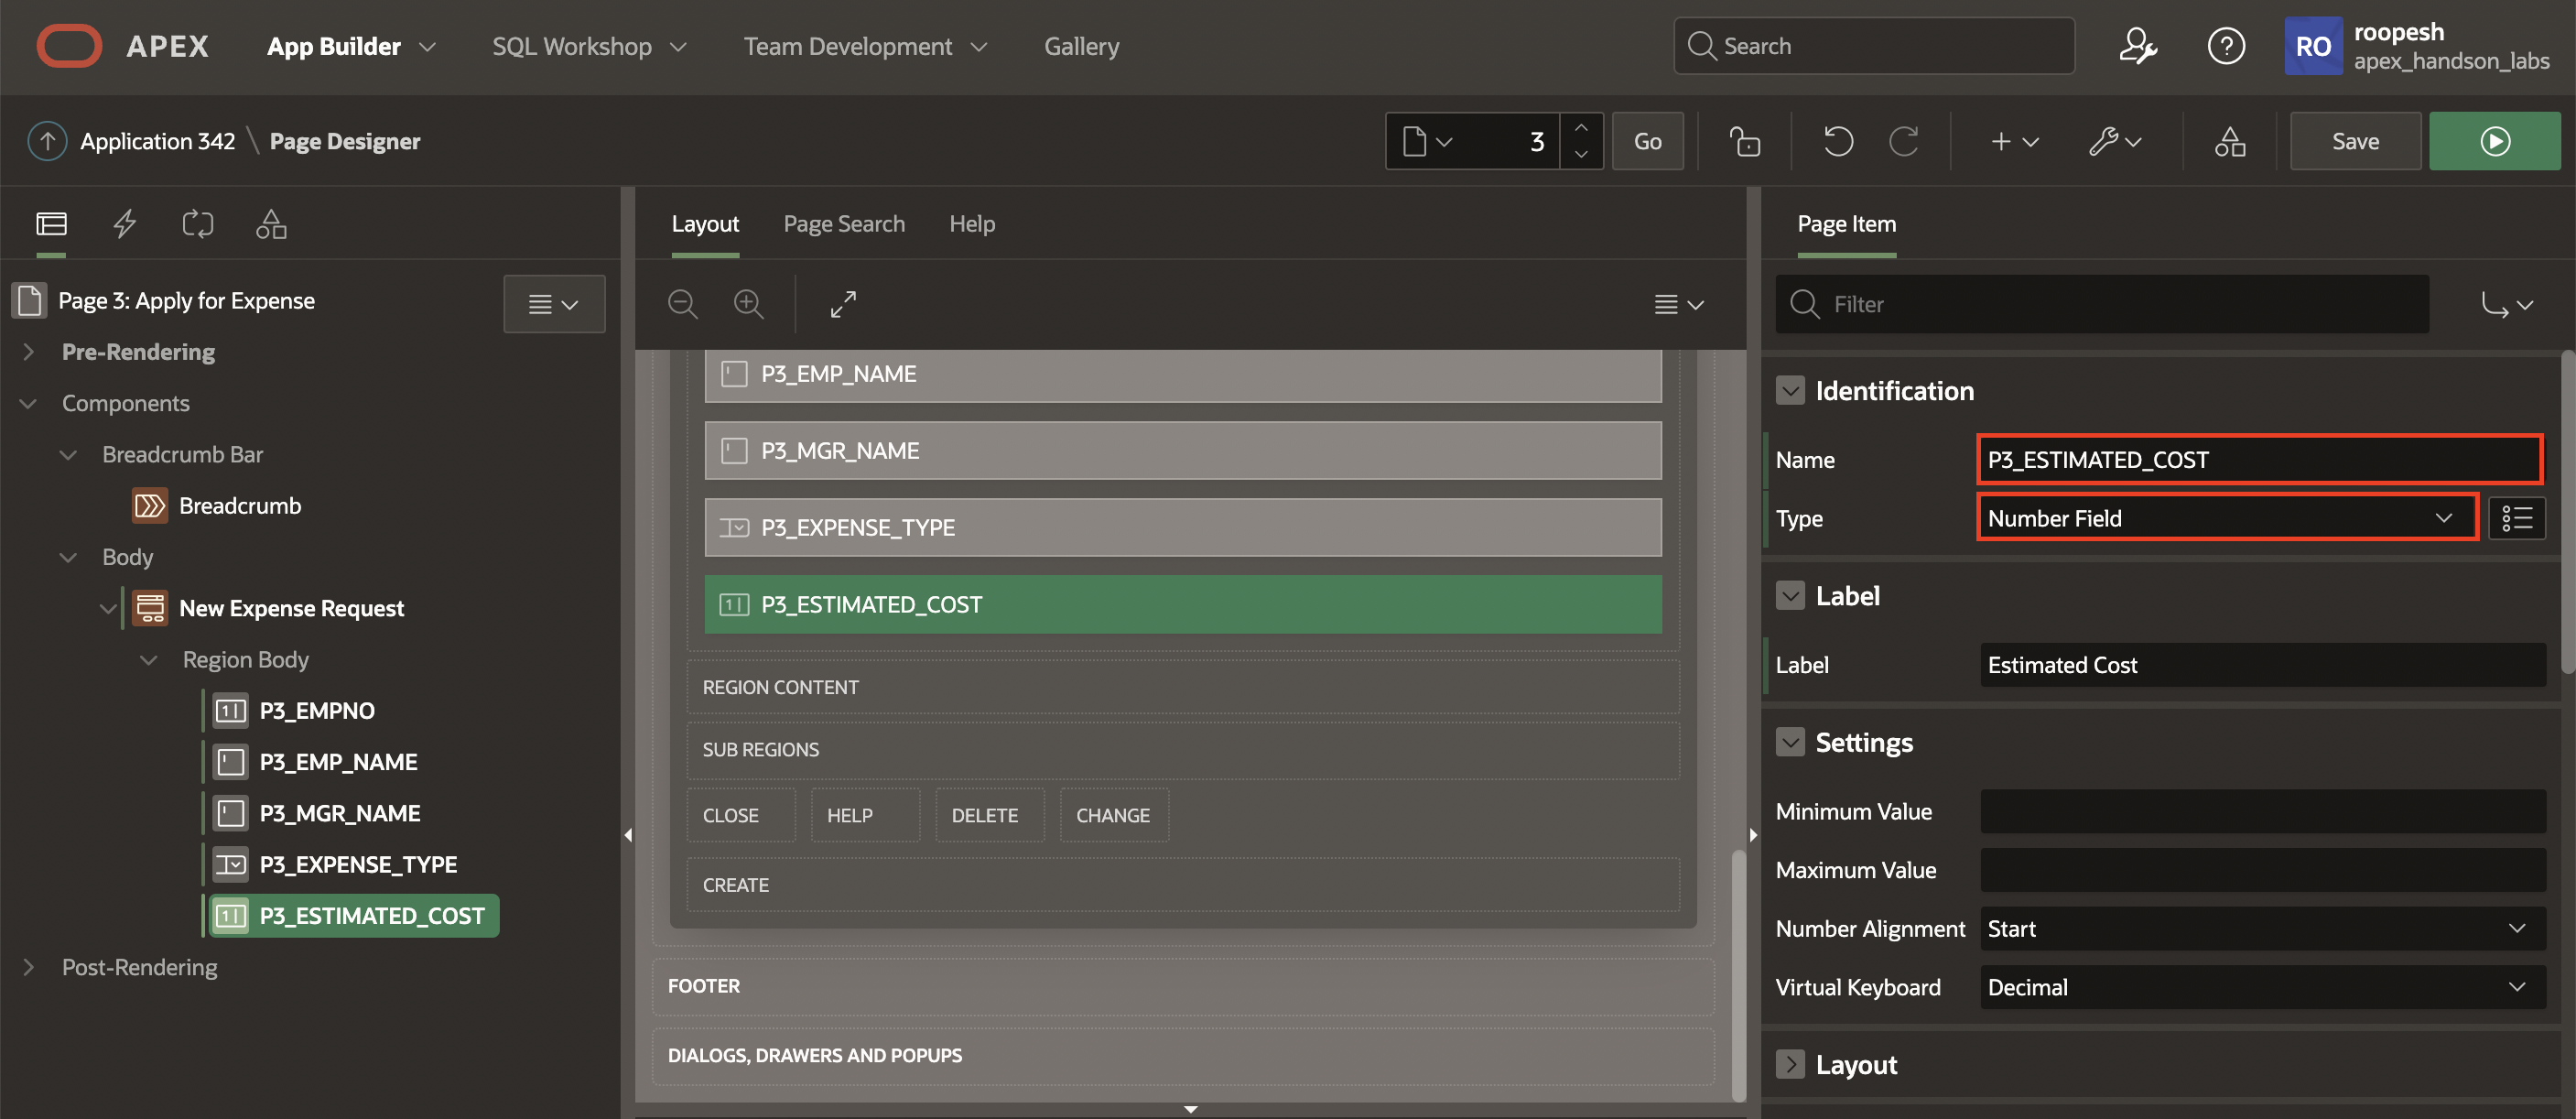 APEX App Builder SQL Workshop Team Development Gallery Search RO roopesh
apex_handson_labs
Application 342 \ Page Designer 3 Go Save
Layout Page Search Help Page Item
Page 3: Apply for Expense
Filter
Pre-Rendering
Components
Breadcrumb Bar
Breadcrumb
Body
New Expense Request
Region Body
P3_EMPNO
P3_EMP_NAME
P3_MGR_NAME
P3_EXPENSE_TYPE
P3_ESTIMATED_COST
Post-Rendering
P3_EMP_NAME
P3_MGR_NAME
P3_EXPENSE_TYPE
P3_ESTIMATED_COST
REGION CONTENT
SUB REGIONS
CLOSE HELP DELETE CHANGE
CREATE
FOOTER
DIALOGS, DRAWERS AND POPUPS
Identification
Name P3_ESTIMATED_COST
Type Number Field
Label
Label Estimated Cost
Settings
Minimum Value
Maximum Value
Number Alignment Start
Virtual Keyboard Decimal
Layout